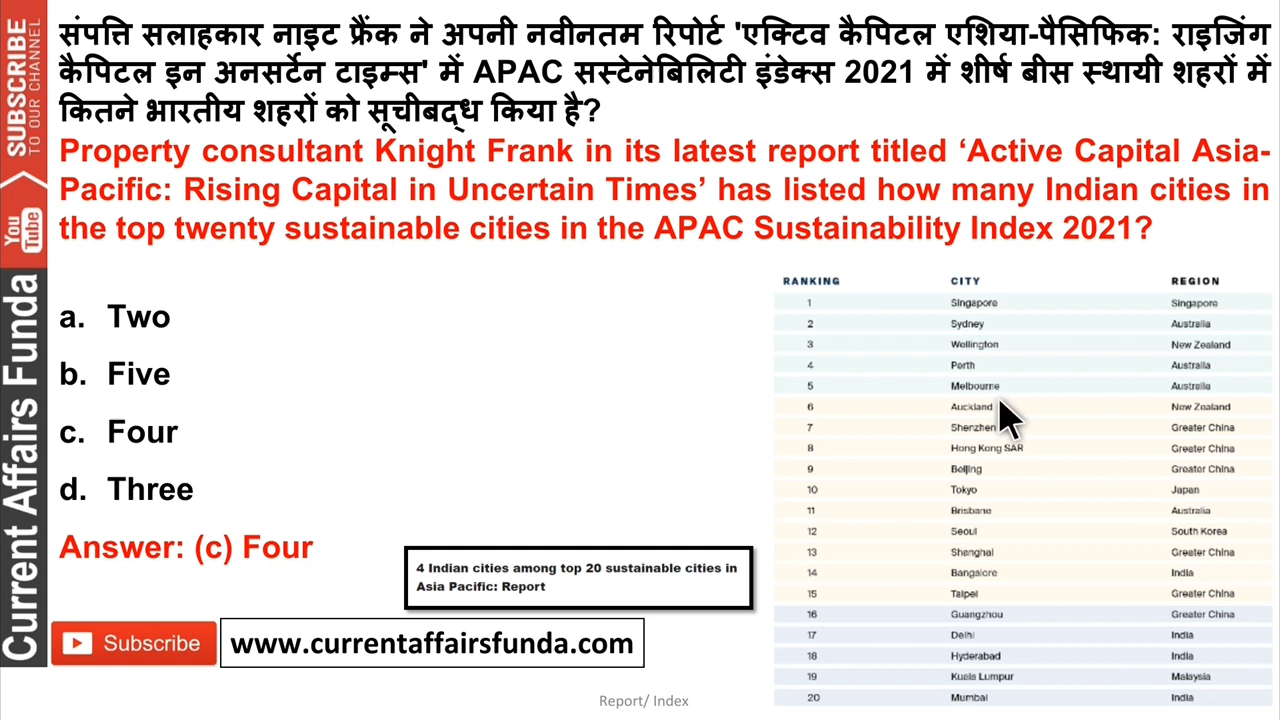 SUBSCRIBE
TO OUR CHANNEL
You
Tube
Current Affairs Funda
संपत्ति सलाहकार नाइट फ्रैंक ने अपनी नवीनतम रिपोर्ट 'एक्टिव कैपिटल एशिया-पैसिफिक: राइजिंग
कैपिटल इन अनसर्टेन टाइम्स' में APAC सस्टेनेबिलिटी इंडेक्स 2021 में शीर्ष बीस स्थायी शहरों में
कितने भारतीय शहरों को सूचीबद्ध किया है?
Property consultant Knight Frank in its latest report titled ‘Active Capital Asia-
Pacific: Rising Capital in Uncertain Times’ has listed how many Indian cities in
the top twenty sustainable cities in the APAC Sustainability Index 2021?
a. Two
b. Five
c. Four
d. Three
Answer: (c) Four
4 Indian cities among top 20 sustainable cities in
Asia Pacific: Report
Subscribe
www.currentaffairsfunda.com
RANKING CITY REGION
1 Singapore Singapore
2 Sydney Australia
3 Wellington New Zealand
4 Perth Australia
5 Melbourne Australia
6 Auckland New Zealand
7 Shenzhen Greater China
8 Hong Kong SAR Greater China
9 Beijing Greater China
10 Tokyo Japan
11 Brisbane Australia
12 Seoul South Korea
13 Shanghai Greater China
14 Bangalore India
15 Taipei Greater China
16 Guangzhou Greater China
17 Delhi India
18 Hyderabad India
19 Kuala Lumpur Malaysia
20 Mumbai India
Report/ Index